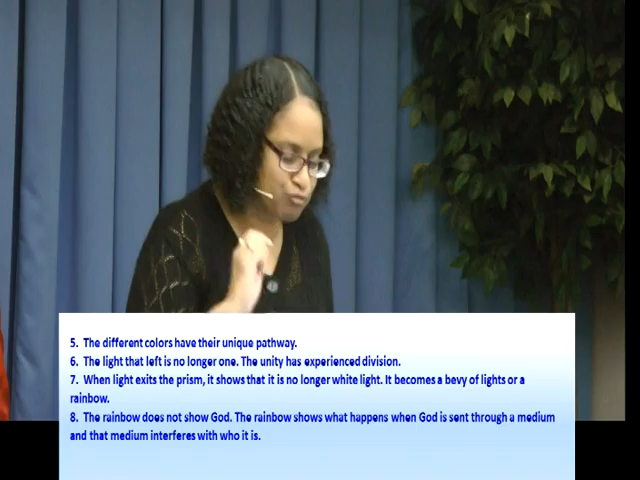 5. The different colors have their unique pathway.
6. The light that left is no longer one. The unity has experienced division.
7. When light exits the prism, it shows that it is no longer white light. It becomes a bevy of lights or a
rainbow.
8. The rainbow does not show God. The rainbow shows what happens when God is sent through a medium
and that medium interferes with who it is.